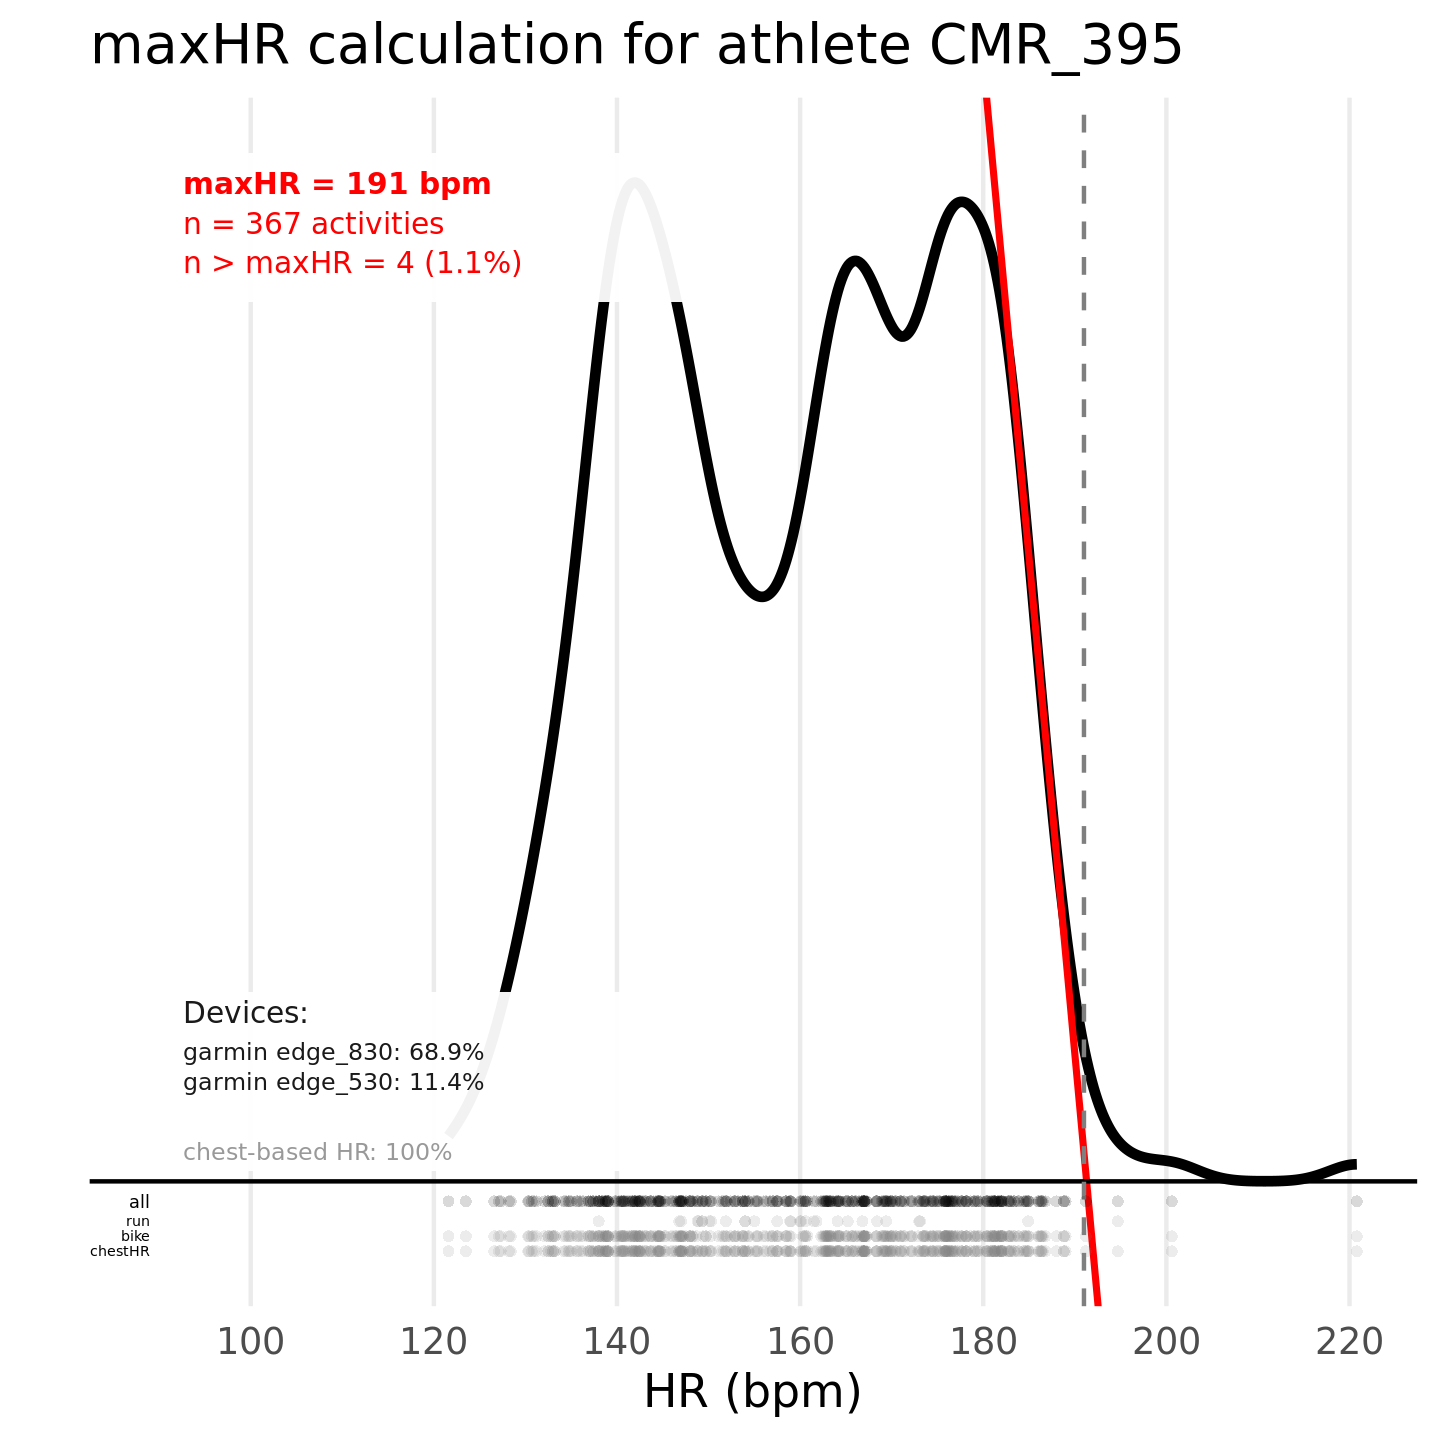 maxHR calculation for athlete CMR_395
maxHR = 191 bpm
n = 367 activities
n > maxHR = 4 (1.1%)
Devices:
garmin edge_830: 68.9%
garmin edge_530: 11.4%
chest-based HR: 100%
all
run
bike
chestHR
100 120 140 160 180 200 220
HR (bpm)